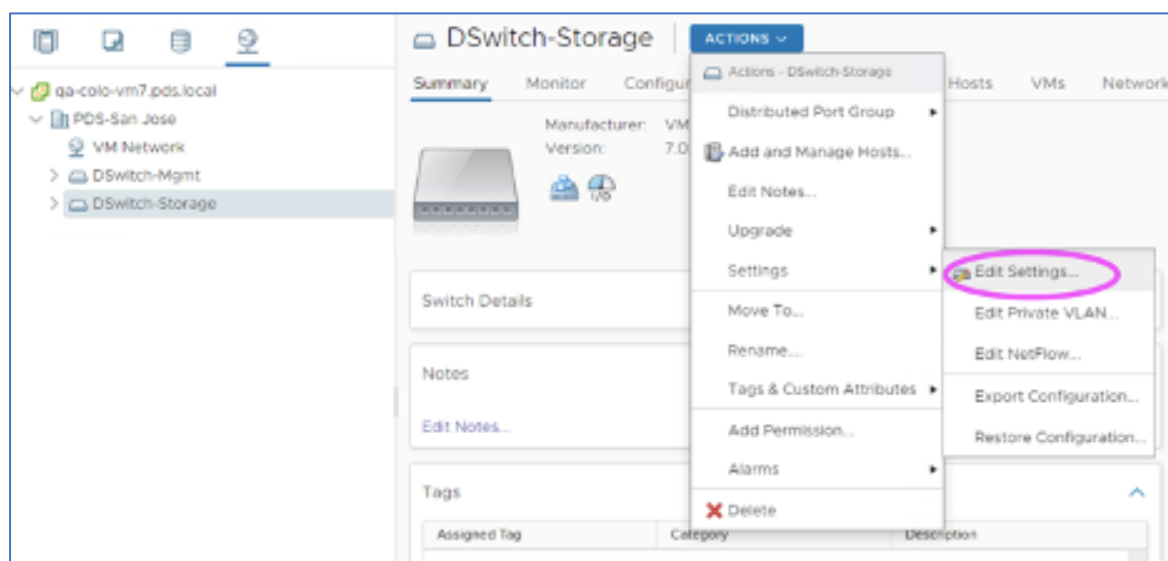 DSwitch-Storage
ACTIONS
Summary Monitor Configur Hosts VMs Network
qa-colo-vm7.pds.local
PDS-San Jose
VM Network
DSwitch-Mgmt
DSwitch-Storage
Manufacturer: VM
Version: 7.0
I/O
Switch Details
Notes
Edit Notes...
Tags
Assigned Tag Category Description
Actions - DSwitch-Storage
Distributed Port Group
Add and Manage Hosts...
Edit Notes...
Upgrade
Settings
Move To...
Rename...
Tags & Custom Attributes
Add Permission...
Alarms
Delete
Edit Settings...
Edit Private VLAN...
Edit NetFlow...
Export Configuration...
Restore Configuration...